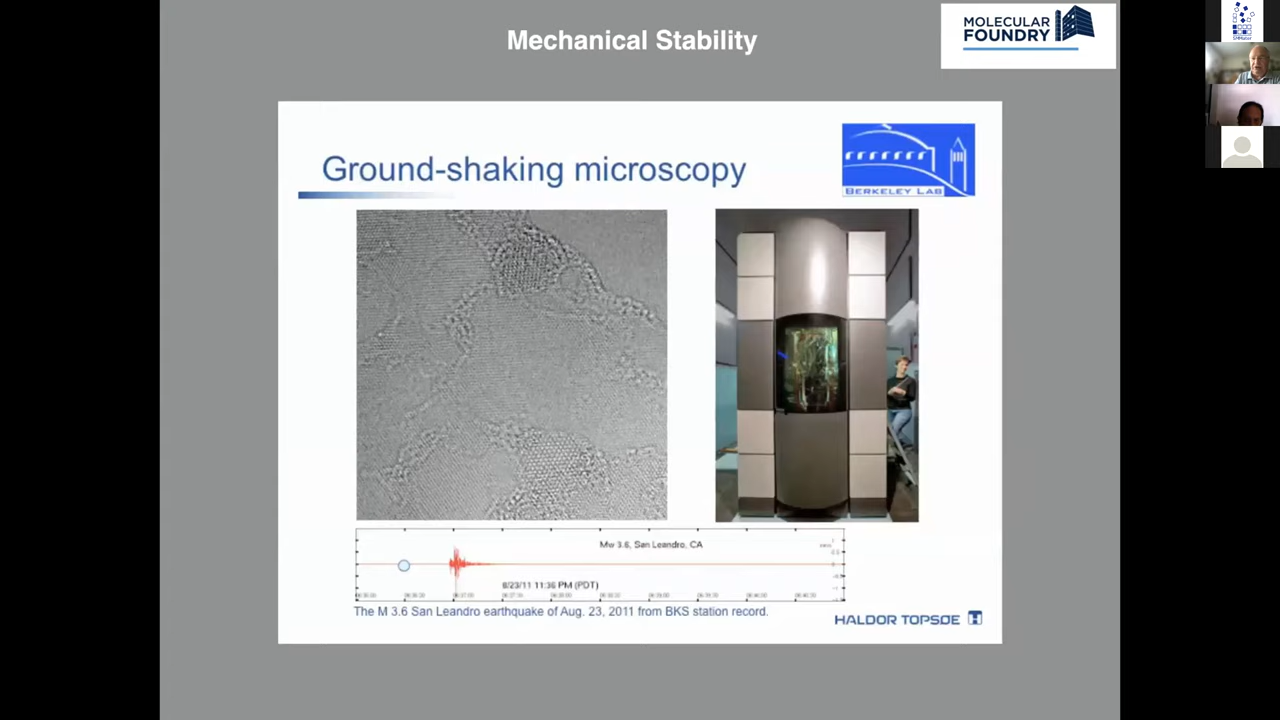 Mechanical Stability
MOLECULAR
FOUNDRY
Ground-shaking microscopy
BERKELEY LAB
Mw 3.6, San Leandro, CA
8/23/11 11:36 PM (PDT)
The M 3.6 San Leandro earthquake of Aug. 23, 2011 from BKS station record.
HALDOR TOPSØE